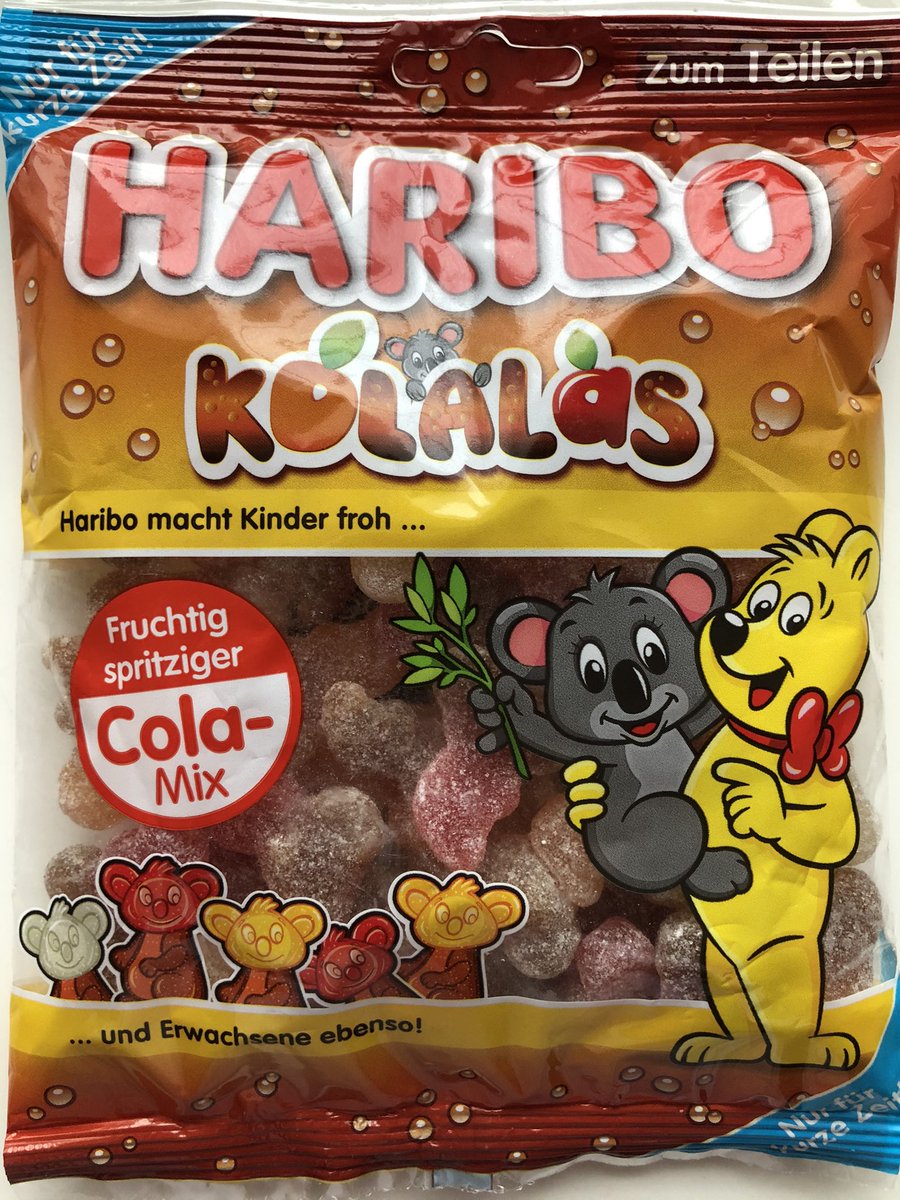 Nur für
kurze Zeit!
Zum Teilen
HARIBO
KOLALAS
Haribo macht Kinder froh ...
Fruchtig
spritziger
Cola-
Mix
... und Erwachsene ebenso!
Nur für
kurze Zeit!